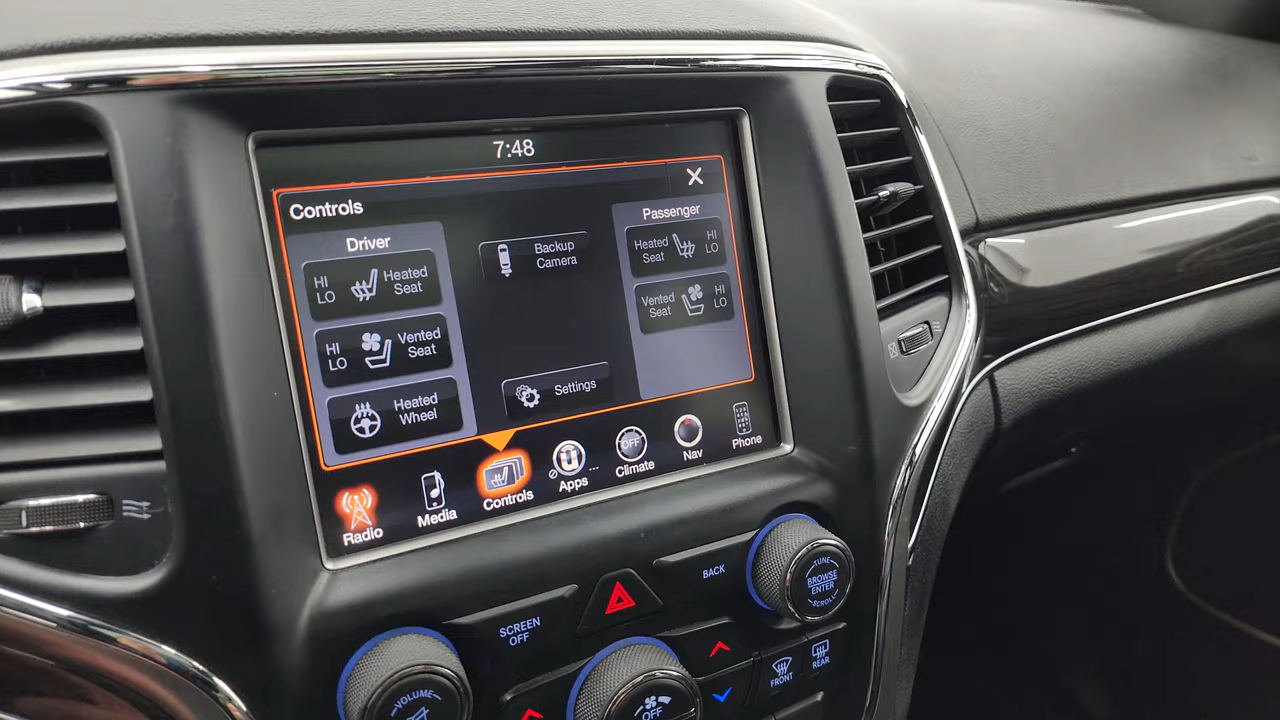 7:48
Controls
Driver
HI
LO
Heated
Seat
HI
LO
Vented
Seat
Heated
Wheel
Backup
Camera
Settings
Passenger
Heated
Seat
HI
LO
Vented
Seat
HI
LO
Radio
Media
Controls
Apps
...
OFF
Climate
Nav
Phone
SCREEN
OFF
BACK
TUNE
BROWSE
ENTER
SCROLL
VOLUME
OFF
FRONT
REAR